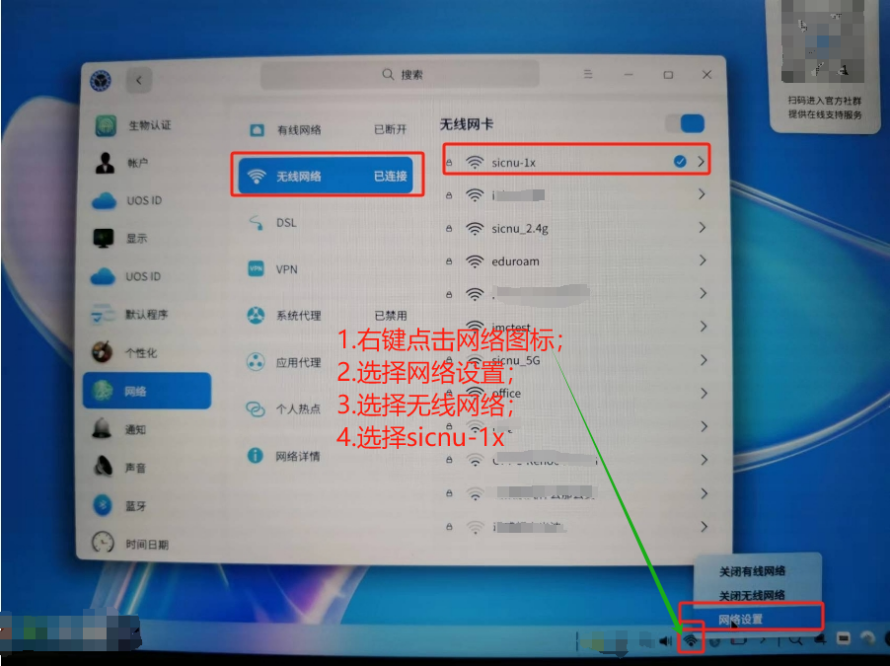 扫码进入官方社群
提供在线支持服务
搜索
生物认证
帐户
UOS ID
显示
UOS ID
默认程序
个性化
网络
通知
声音
蓝牙
时间日期
有线网络 已断开
无线网络 已连接
DSL
VPN
系统代理 已禁用
应用代理
个人热点
网络详情
无线网卡
sicnu-1x
sicnu_2.4g
eduroam
imctest
sicnu_5G
office
1.右键点击网络图标;
2.选择网络设置;
3.选择无线网络;
4.选择sicnu-1x
关闭有线网络
关闭无线网络
网络设置